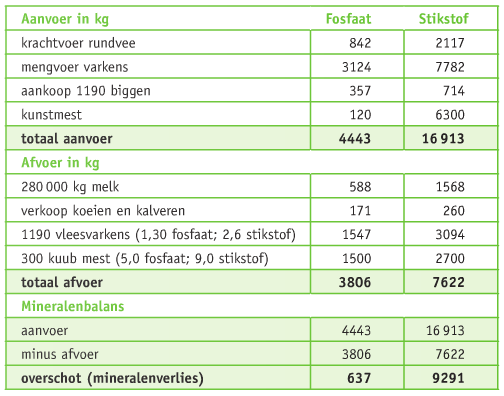 Aanvoer in kg Fosfaat Stikstof
krachtvoer rundvee 842 2117
mengvoer varkens 3124 7782
aankoop 1190 biggen 357 714
kunstmest 120 6300
totaal aanvoer 4443 16 913
Afvoer in kg
280 000 kg melk 588 1568
verkoop koeien en kalveren 171 260
1190 vleesvarkens (1,30 fosfaat; 2,6 stikstof) 1547 3094
300 kuub mest (5,0 fosfaat; 9,0 stikstof) 1500 2700
totaal afvoer 3806 7622
Mineralenbalans
aanvoer 4443 16 913
minus afvoer 3806 7622
overschot (mineralenverlies) 637 9291